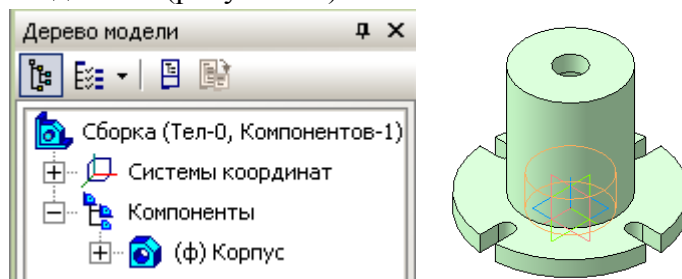 Дерево модели
Сборка (Тел-0, Компонентов-1)
Системы координат
Компоненты
(ф) Корпус